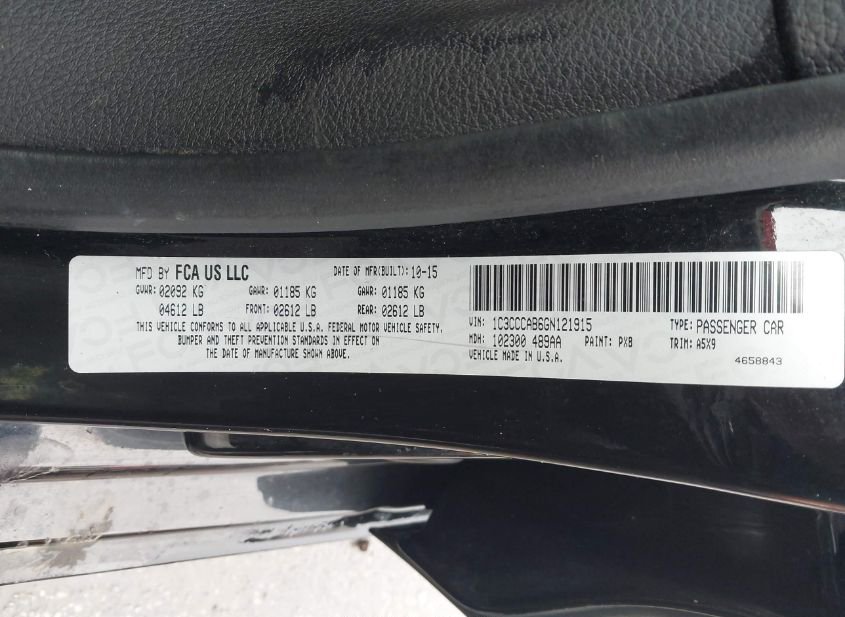 MFD BY FCA US LLC DATE OF MFR(BUILT): 10-15
GVWR: 02092 KG GAWR: 01185 KG GAWR: 01185 KG
04612 LB FRONT: 02612 LB REAR: 02612 LB
THIS VEHICLE CONFORMS TO ALL APPLICABLE U.S.A. FEDERAL MOTOR VEHICLE SAFETY,
BUMPER AND THEFT PREVENTION STANDARDS IN EFFECT ON
THE DATE OF MANUFACTURE SHOWN ABOVE.
VIN: 1C3CCCAB6GN121915 TYPE: PASSENGER CAR
MDH: 102300 489AA PAINT: PXB TRIM: A5X9
VEHICLE MADE IN U.S.A.
4658843